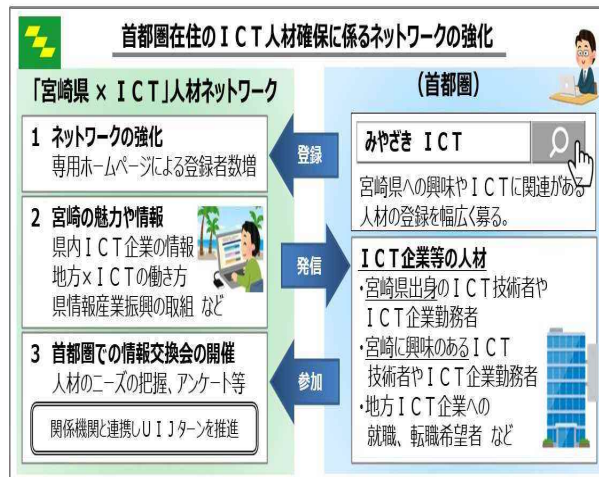 首都圏在住のＩＣＴ人材確保に係るネットワークの強化
「宮崎県 × ＩＣＴ」人材ネットワーク
1 ネットワークの強化
専用ホームページによる登録者数増
2 宮崎の魅力や情報
県内ＩＣＴ企業の情報
地方×ＩＣＴの働き方
県情報産業振興の取組 など
3 首都圏での情報交換会の開催
人材のニーズの把握、アンケート等
関係機関と連携しＵＩＪターンを推進
登録
発信
参加
(首都圏)
みやざき ＩＣＴ
宮崎県への興味やＩＣＴに関連がある
人材の登録を幅広く募る。
ＩＣＴ企業等の人材
・宮崎県出身のＩＣＴ技術者や
ＩＣＴ企業勤務者
・宮崎に興味のあるＩＣＴ
技術者やＩＣＴ企業勤務者
・地方ＩＣＴ企業への
就職、転職希望者 など